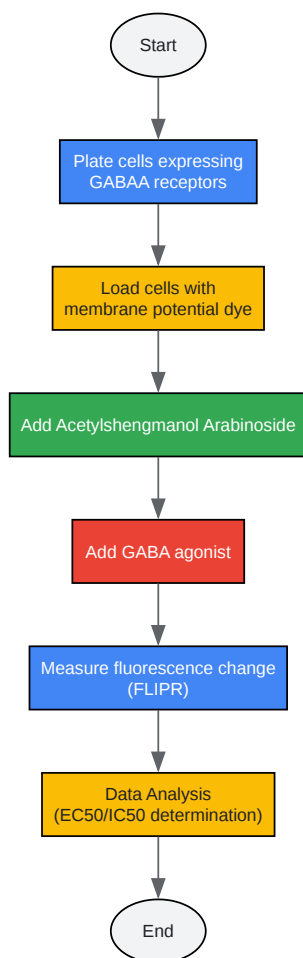 Start
Plate cells expressing
GABAA receptors
Load cells with
membrane potential dye
Add Acetylshengmanol Arabinoside
Add GABA agonist
Measure fluorescence change
(FLIPR)
Data Analysis
(EC50/IC50 determination)
End